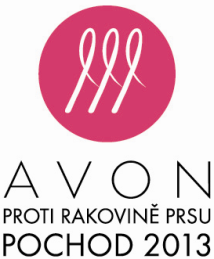 AVON
PROTI RAKOVINĚ PRSU
POCHOD 2013